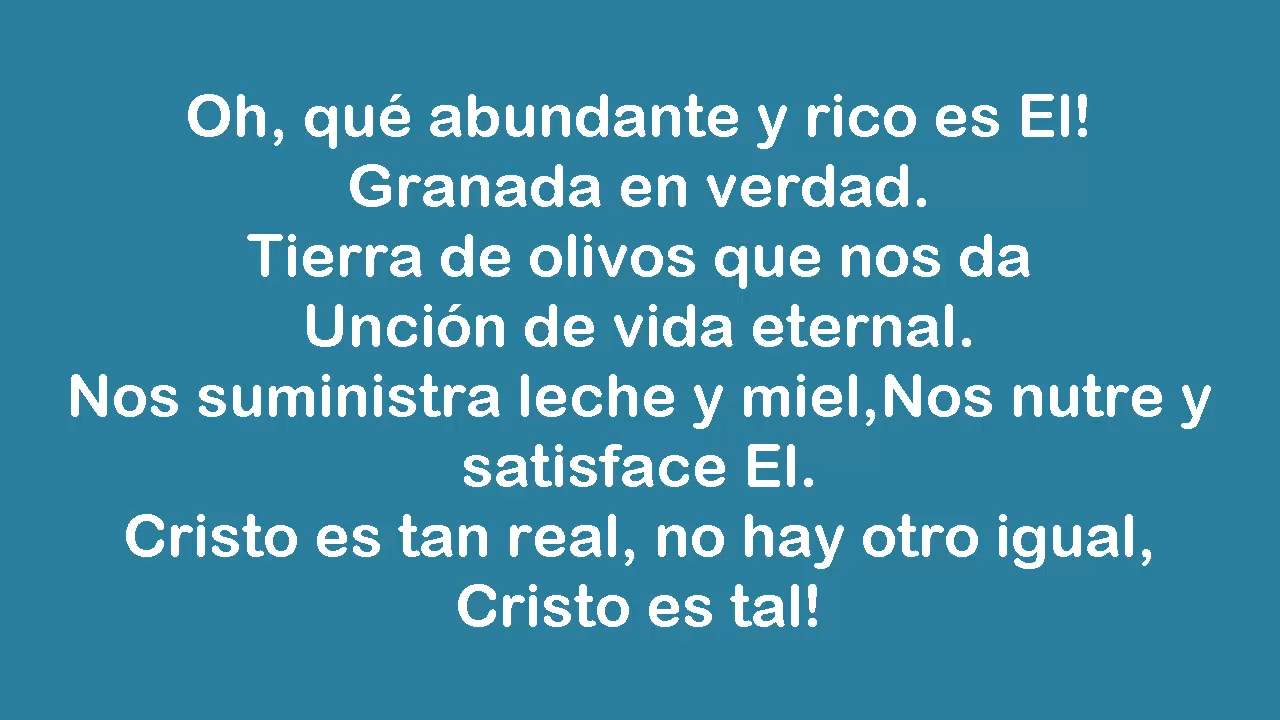 Oh, qué abundante y rico es El!
Granada en verdad.
Tierra de olivos que nos da
Unción de vida eternal.
Nos suministra leche y miel,Nos nutre y
satisface El.
Cristo es tan real, no hay otro igual,
Cristo es tal!